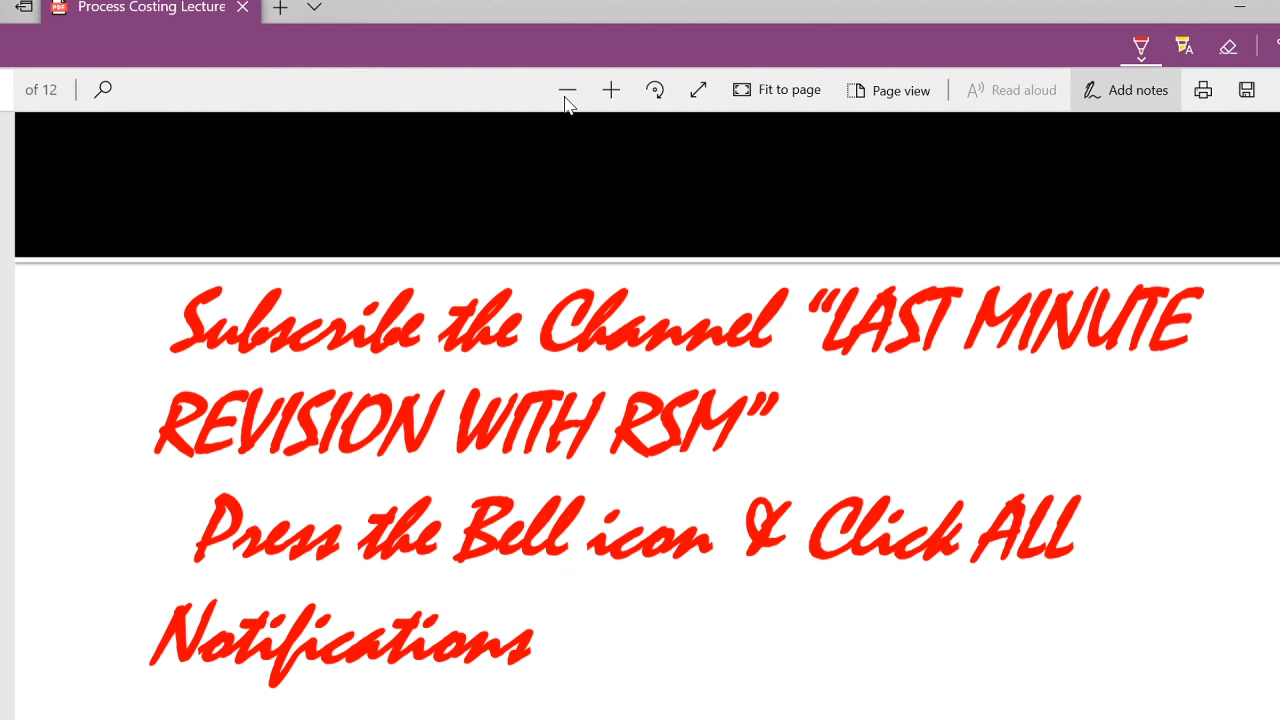 Process Costing Lecture
of 12
Fit to page
Page view
Read aloud
Add notes
Subscribe the Channel “LAST MINUTE
REVISION WITH RSM”
Press the Bell icon & Click ALL
Notifications